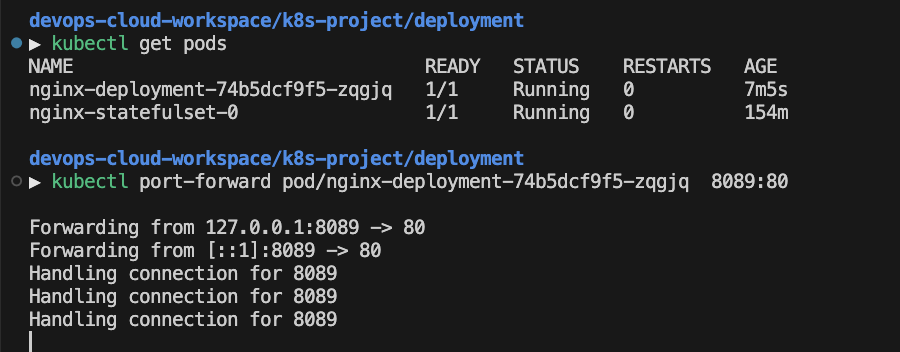 devops-cloud-workspace/k8s-project/deployment
▶ kubectl get pods
NAME READY STATUS RESTARTS AGE
nginx-deployment-74b5dcf9f5-zqgjq 1/1 Running 0 7m5s
nginx-statefulset-0 1/1 Running 0 154m
devops-cloud-workspace/k8s-project/deployment
▶ kubectl port-forward pod/nginx-deployment-74b5dcf9f5-zqgjq 8089:80
Forwarding from 127.0.0.1:8089 -> 80
Forwarding from [::1]:8089 -> 80
Handling connection for 8089
Handling connection for 8089
Handling connection for 8089